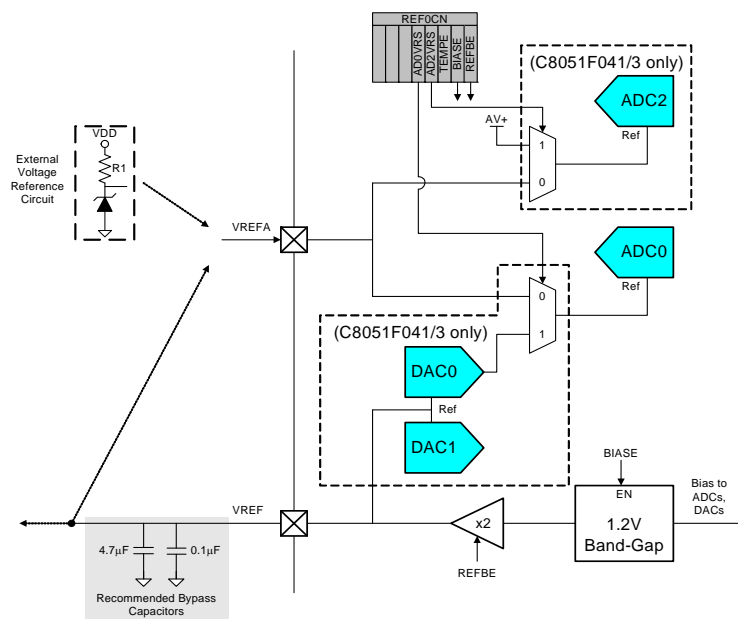 REF0CN
AD0VRS
AD2VRS
TEMPE
BIASE
REFBE
(C8051F041/3 only)
ADC2
AV+
Ref
1
0
VDD
R1
External
Voltage
Reference
Circuit
VREFA
ADC0
Ref
0
1
(C8051F041/3 only)
DAC0
Ref
DAC1
BIASE
EN
1.2V
Band-Gap
Bias to
ADCs,
DACs
VREF
x2
REFBE
4.7µF
0.1µF
Recommended Bypass
Capacitors